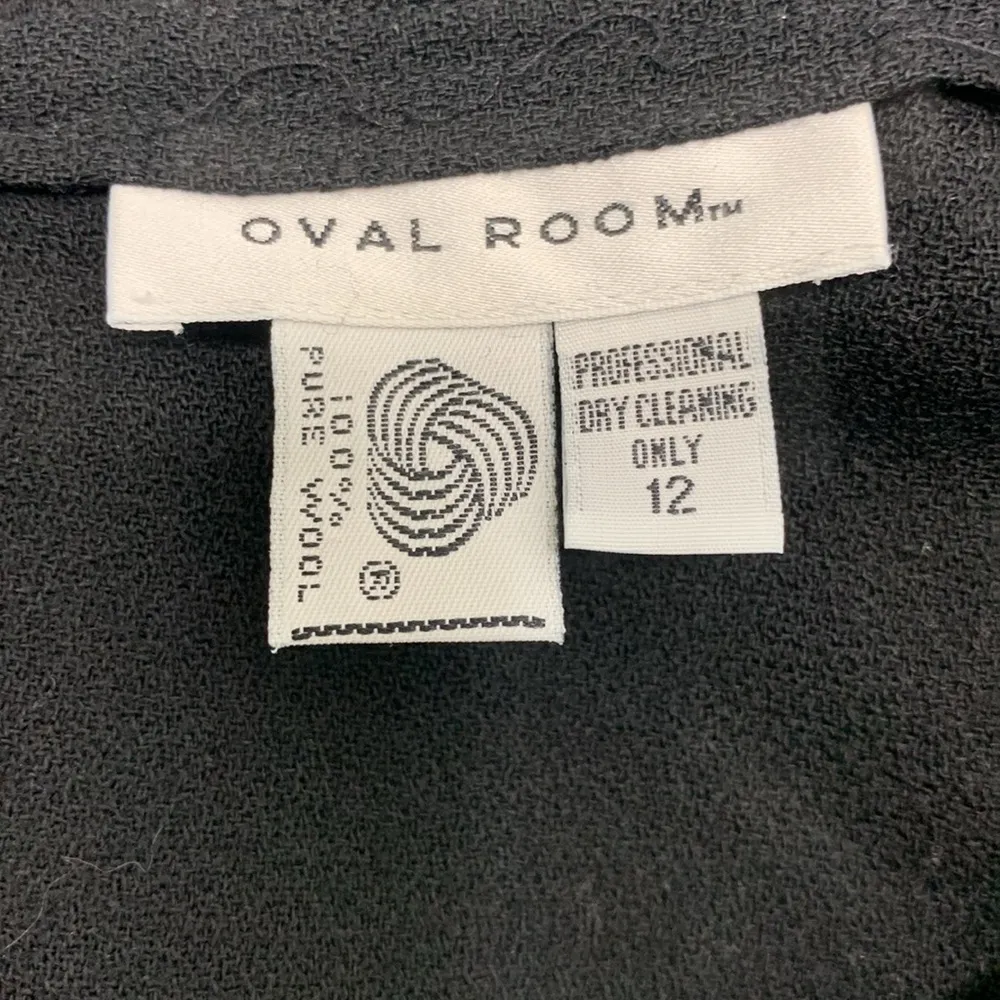 OVAL ROOM™
100%
PURE WOOL
®
PROFESSIONAL
DRY CLEANING
ONLY
12